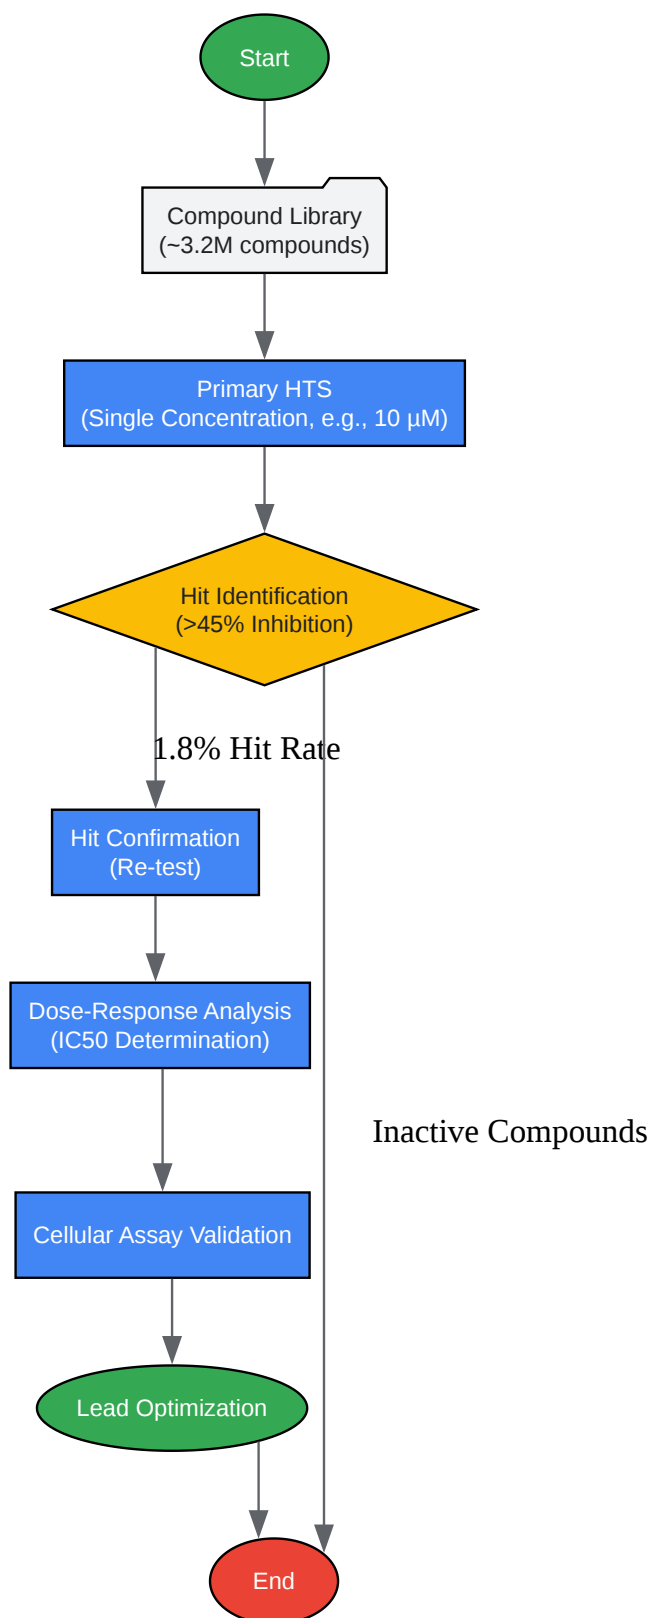 Start
Compound Library
(~3.2M compounds)
Primary HTS
(Single Concentration, e.g., 10 µM)
Hit Identification
(>45% Inhibition)
1.8% Hit Rate
Hit Confirmation
(Re-test)
Dose-Response Analysis
(IC50 Determination)
Inactive Compounds
Cellular Assay Validation
Lead Optimization
End